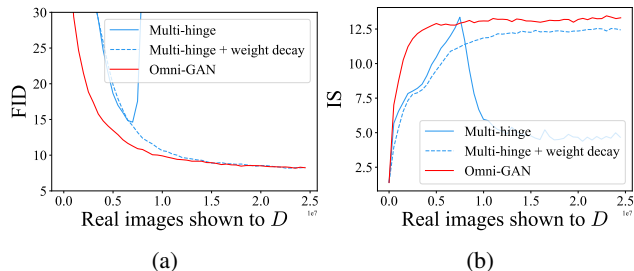 30
25
20
15
10
5
FID
Multi-hinge
Multi-hinge + weight decay
Omni-GAN
0.0 0.5 1.0 1.5 2.0 2.5
1e7
Real images shown to D
(a)
12.5
10.0
7.5
5.0
2.5
IS
Multi-hinge
Multi-hinge + weight decay
Omni-GAN
0.0 0.5 1.0 1.5 2.0 2.5
1e7
Real images shown to D
(b)